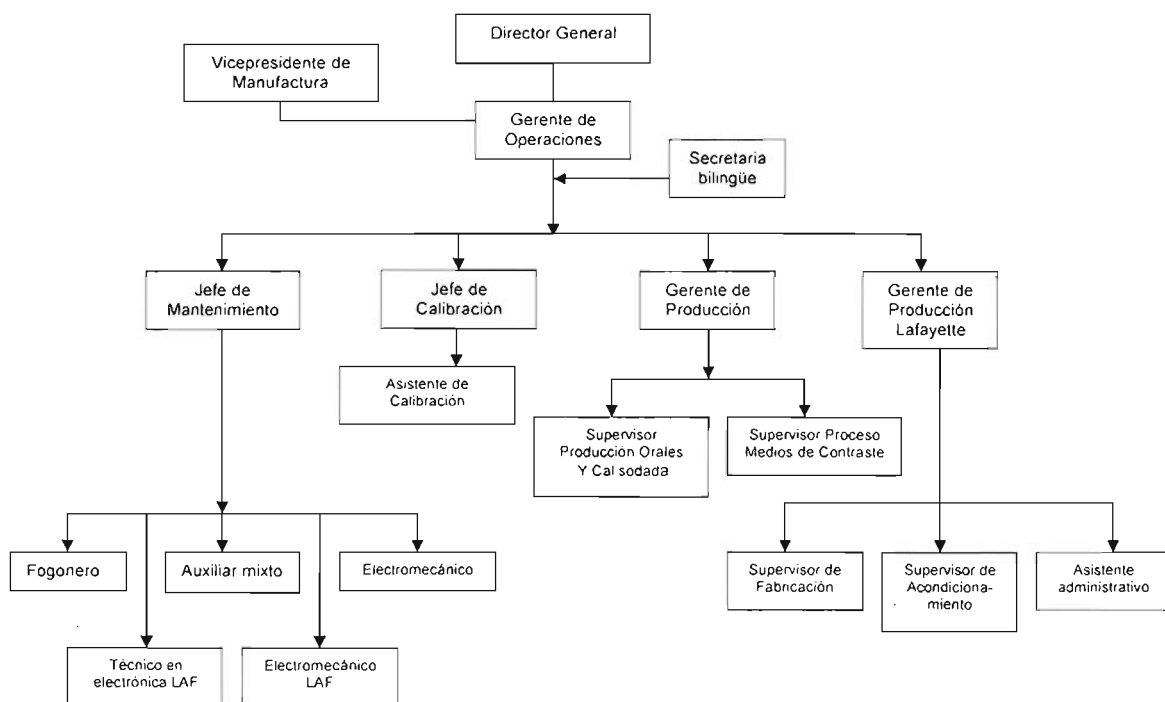 Director General
Vicepresidente de
Manufactura
Gerente de
Operaciones
Secretaria
bilingüe
Jefe de
Mantenimiento
Jefe de
Calibración
Gerente de
Producción
Gerente de
Producción
Lafayette
Asistente de
Calibración
Supervisor
Producción Orales
Y Cal sodada
Supervisor Proceso
Medios de Contraste
Fogonero
Auxiliar mixto
Electromecánico
Supervisor de
Fabricación
Supervisor de
Acondiciona-
miento
Asistente
administrativo
Técnico en
electrónica LAF
Electromecánico
LAF